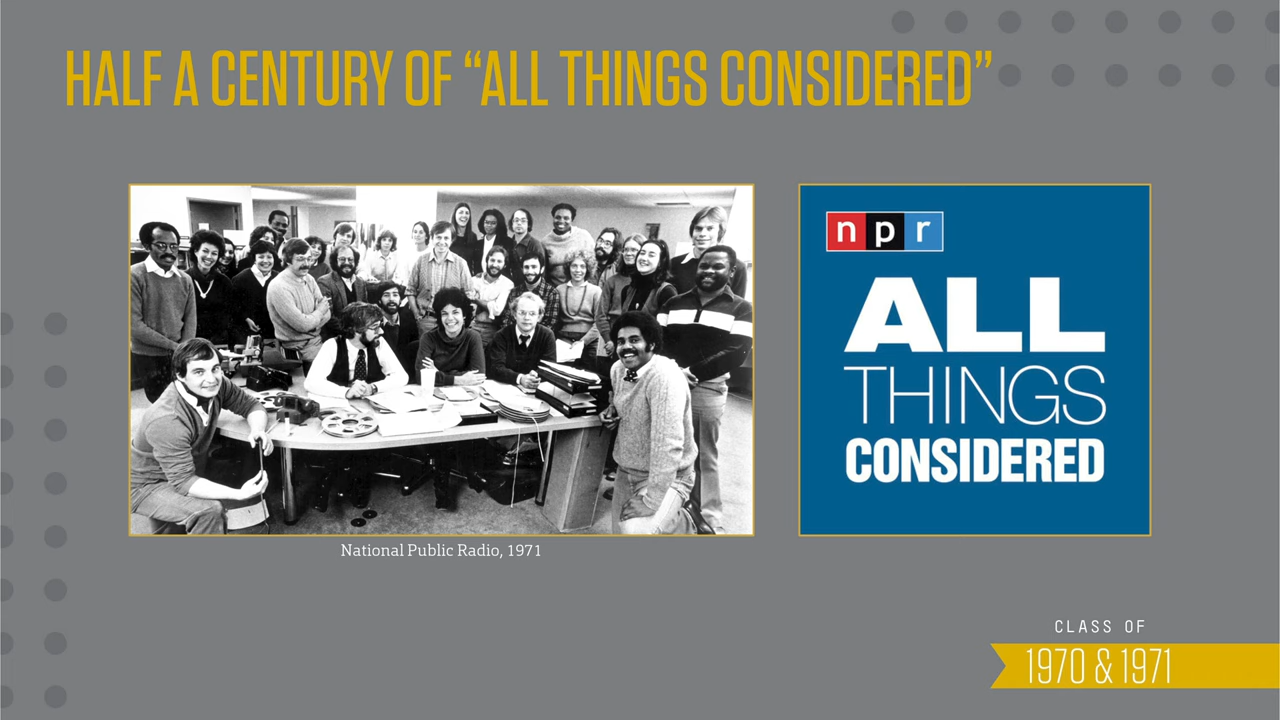 HALF A CENTURY OF “ALL THINGS CONSIDERED”
npr
ALL
THINGS
CONSIDERED
National Public Radio, 1971
CLASS OF
1970 & 1971